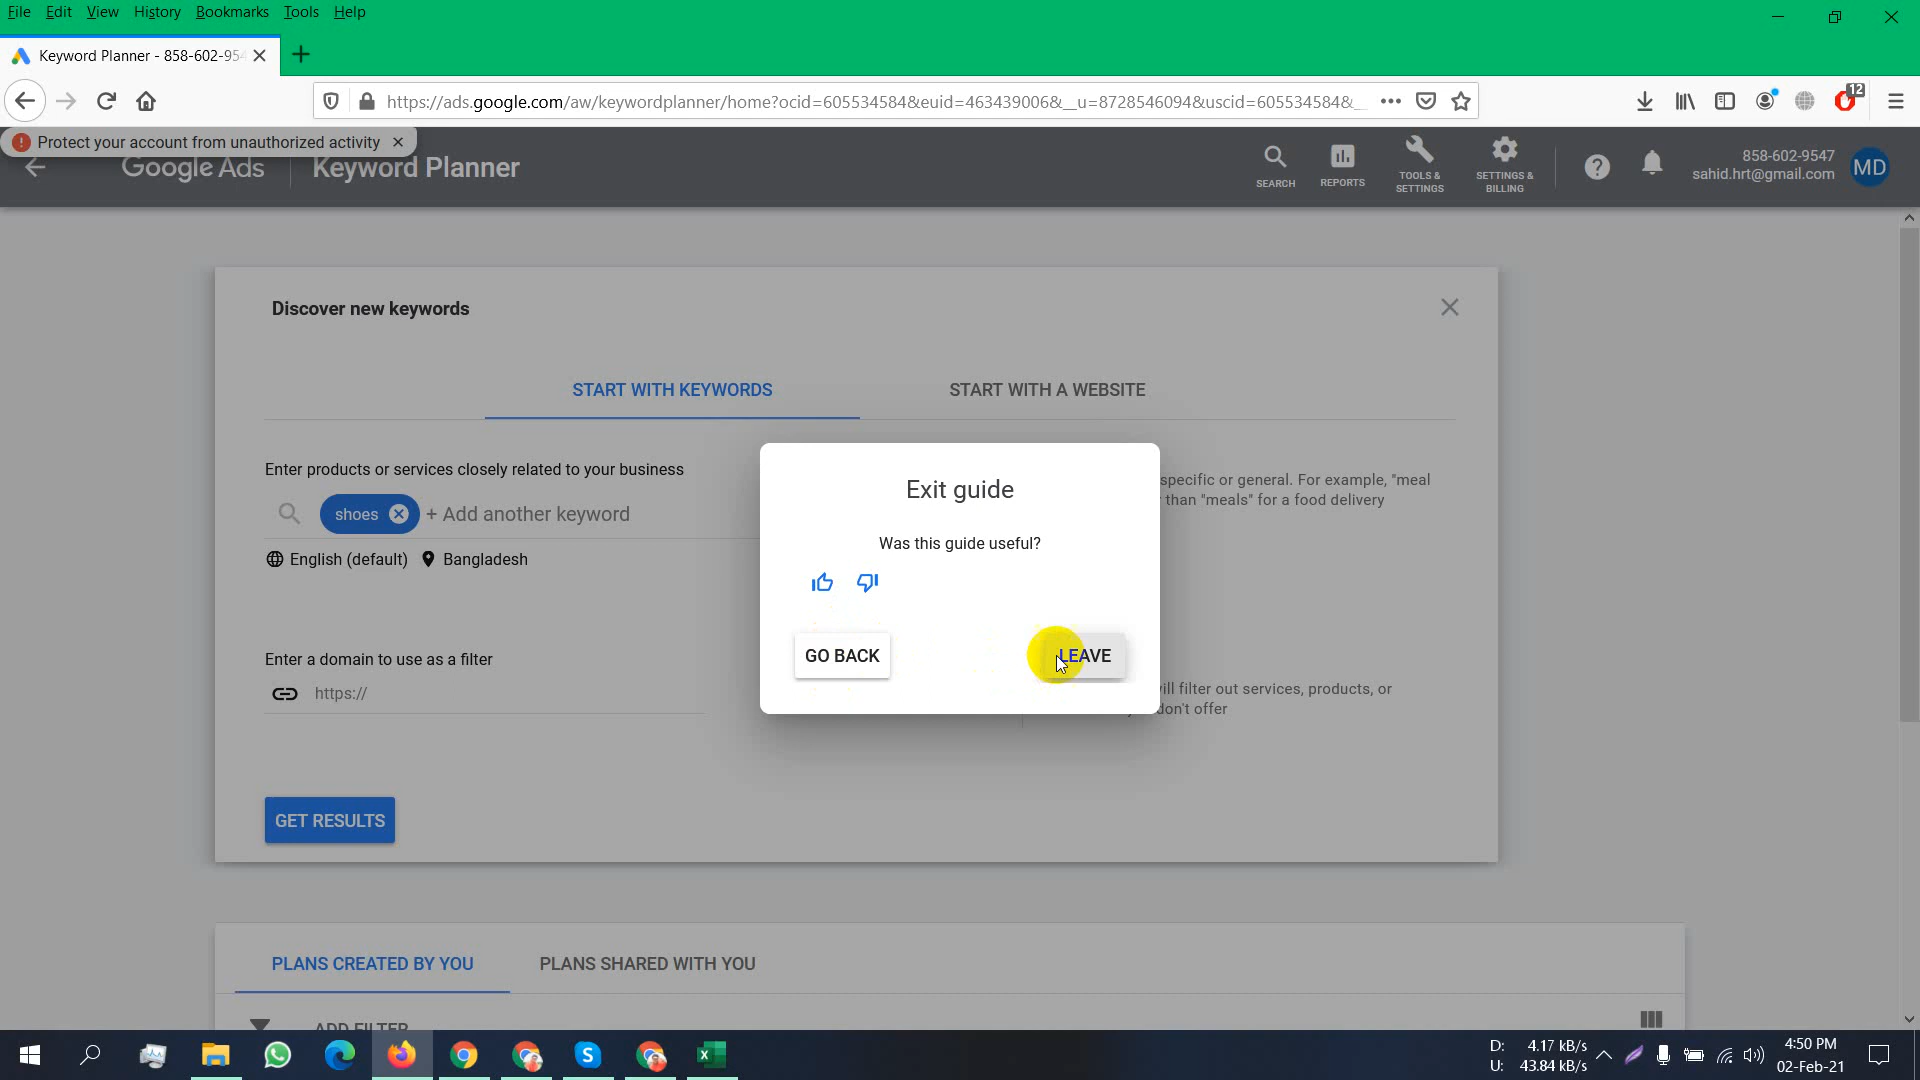 File Edit View History Bookmarks Tools Help
Keyword Planner - 858-602-954
https://ads.google.com/aw/keywordplanner/home?ocid=605534584&euid=463439006&__u=8728546094&uscid=605534584&_
12
Protect your account from unauthorized activity
Google Ads
Keyword Planner
SEARCH
REPORTS
TOOLS & SETTINGS
SETTINGS & BILLING
858-602-9547
sahid.hrt@gmail.com
MD
Discover new keywords
START WITH KEYWORDS
START WITH A WEBSITE
Enter products or services closely related to your business
specific or general. For example, "meal
than "meals" for a food delivery
shoes
+ Add another keyword
English (default)
Bangladesh
Exit guide
Was this guide useful?
GO BACK
LEAVE
Enter a domain to use as a filter
https://
will filter out services, products, or
don't offer
GET RESULTS
PLANS CREATED BY YOU
PLANS SHARED WITH YOU
ADD FILTER
D: 4.17 kB/s
U: 43.84 kB/s
4:50 PM
02-Feb-21